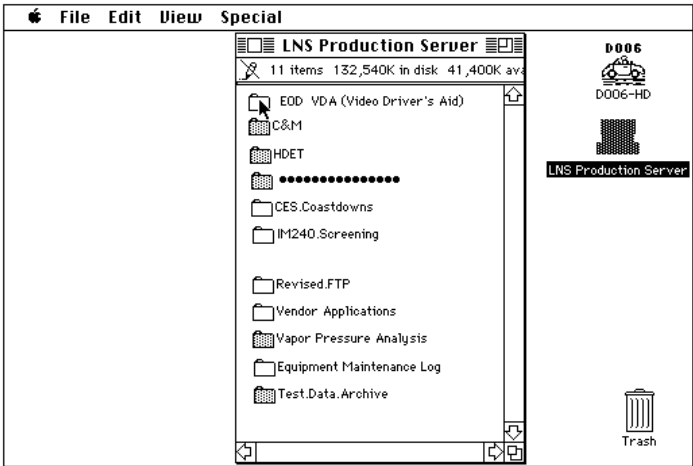 File Edit View Special
LNS Production Server
11 items 132,540K in disk 41,400K ava
EOD VDA (Video Driver's Aid)
C&M
HDET
●●●●●●●●●●●●●●●
CES.Coastdowns
IM240.Screening
Revised.FTP
Vendor Applications
Vapor Pressure Analysis
Equipment Maintenance Log
Test.Data.Archive
D006
D006-HD
LNS Production Server
Trash